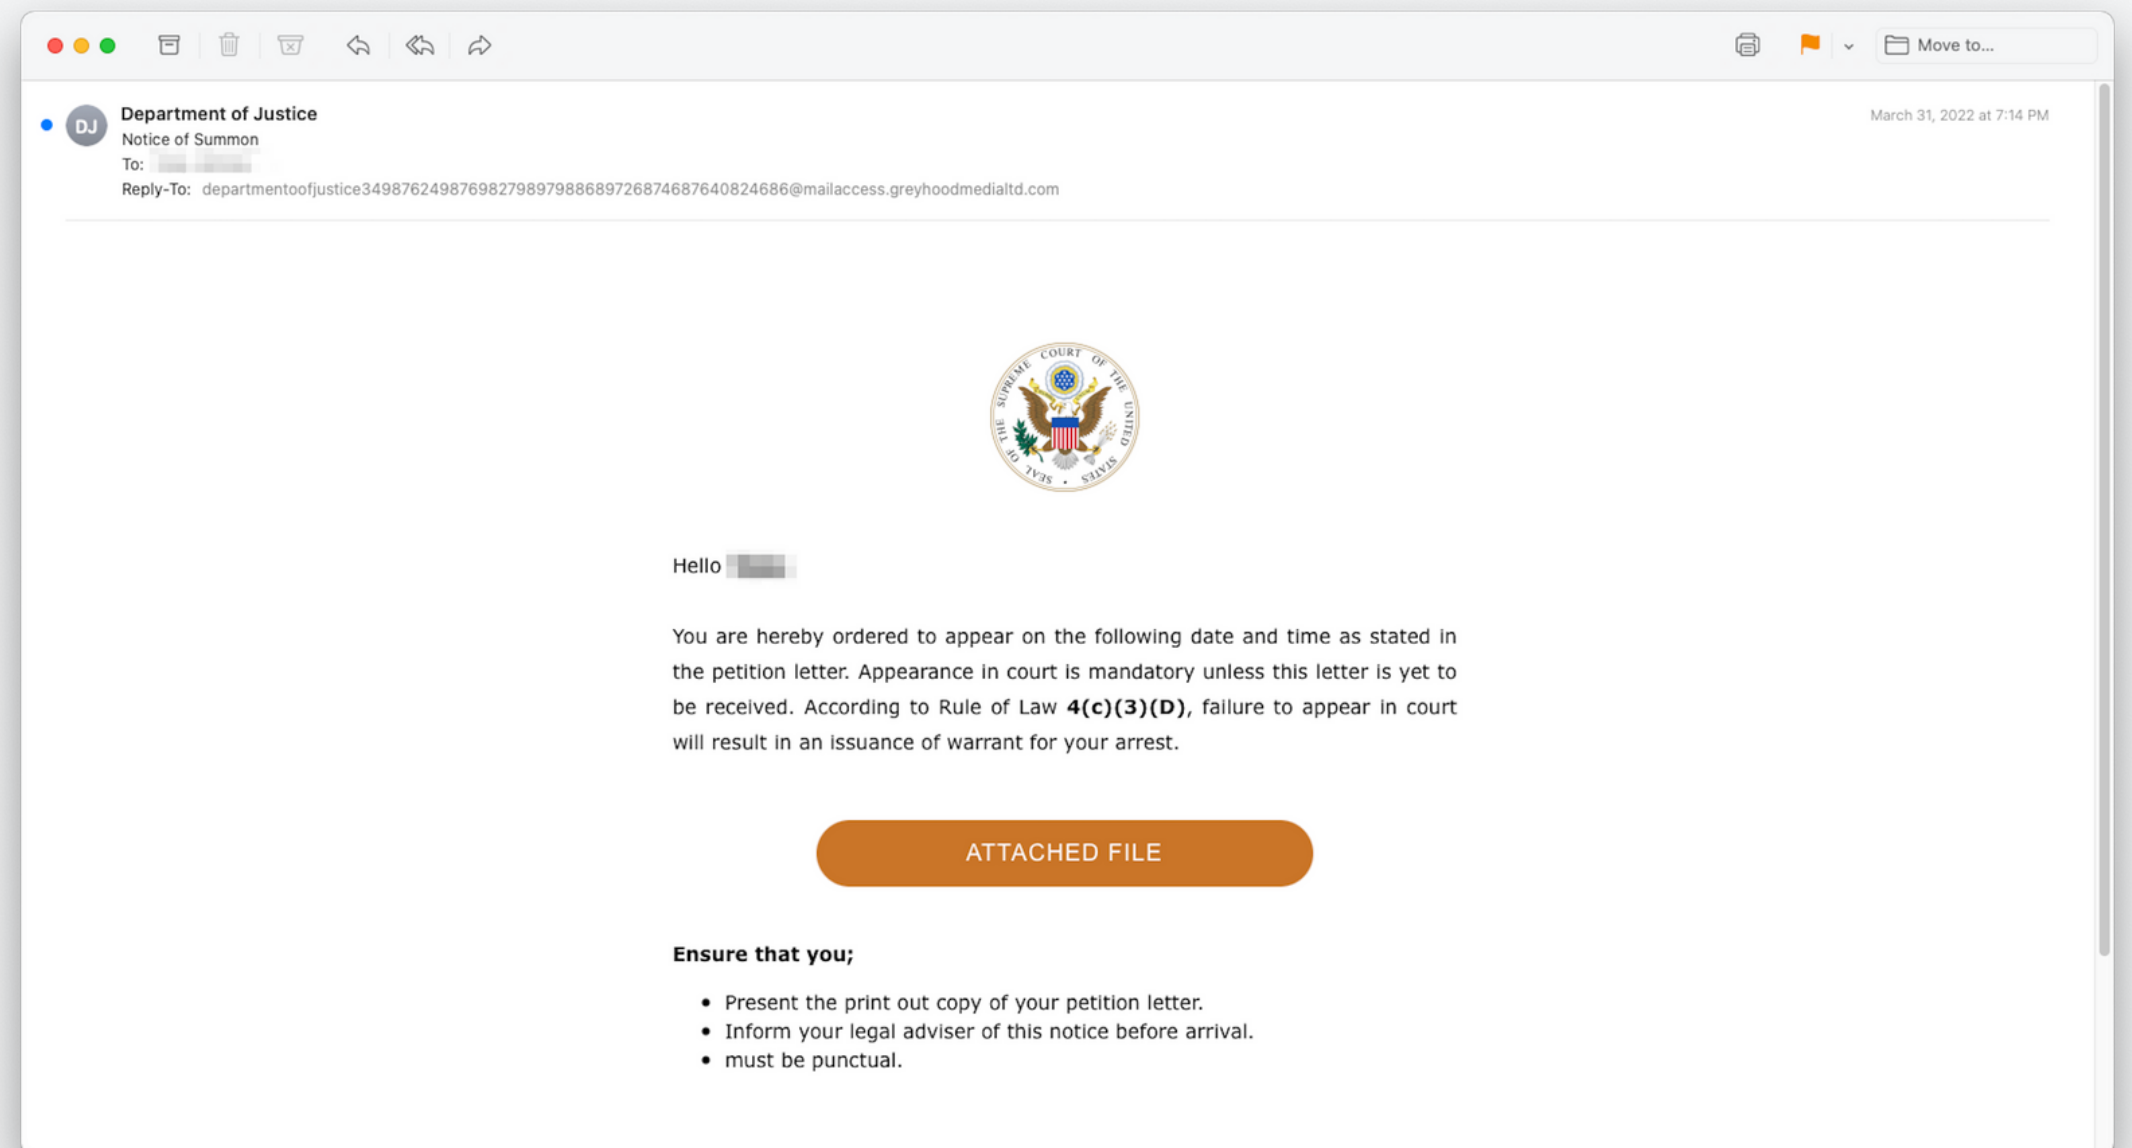 Move to...
DJ
Department of Justice
March 31, 2022 at 7:14 PM
Notice of Summon
To:
Reply-To: departmentoofjustice349876249876982798979886897268746876408246​86@mailaccess.greyhoodmedialtd.com
SEAL OF THE SUPREME COURT OF THE UNITED STATES
Hello
You are hereby ordered to appear on the following date and time as stated in
the petition letter. Appearance in court is mandatory unless this letter is yet to
be received. According to Rule of Law 4(c)(3)(D), failure to appear in court
will result in an issuance of warrant for your arrest.
ATTACHED FILE
Ensure that you;
• Present the print out copy of your petition letter.
• Inform your legal adviser of this notice before arrival.
• must be punctual.